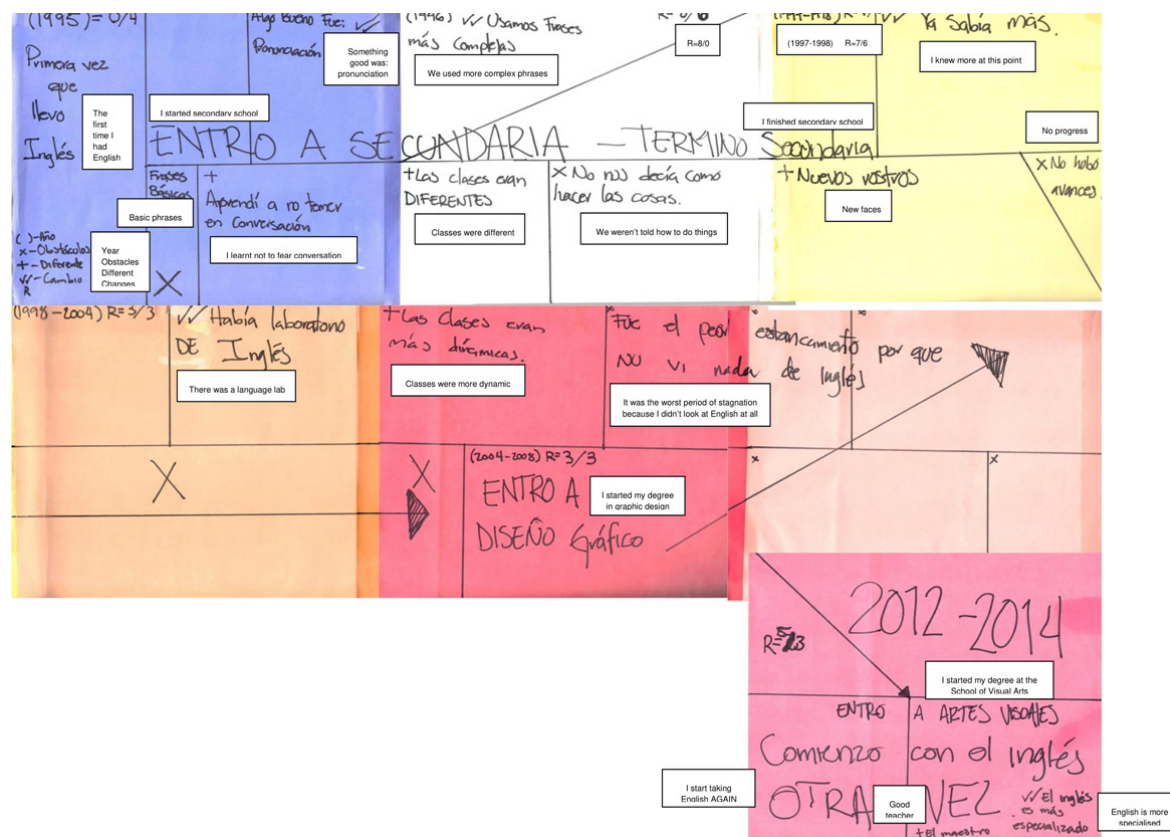 (1995) = 0/4
Primera vez
que
llevo
Inglés
The
first
time I
had
English
Algo bueno fue:
Pronunciación
Something
good was:
pronunciation
I started secondary school
(1996) √√ Usamos frases
más complejas
We used more complex phrases
R=8/0
(1997-1998) R=7/6
Ya sabía más.
I knew more at this point
I finished secondary school
No progress
ENTRO A SECUNDARIA - TERMINO Secundaria
Frases
Básicas
Basic phrases
+
Aprendí a no temer
en Conversación
I learnt not to fear conversation
( )-Año
x-Obstáculos
+-Diferente
√√-Cambio
R
Year
Obstacles
Different
Changes
X
+Las clases eran
DIFERENTES
Classes were different
X No nos decía como
hacer las cosas.
We weren't told how to do things
+ Nuevos rostros
New faces
X No hubo
avances.
(1998-2004) R=3/3
√√ Había laboratorio
DE Inglés
There was a language lab
+Las Clases eran
más dinámicas.
Classes were more dynamic
Fue el peor estancamiento por que
NO vi nada de Inglés
It was the worst period of stagnation
because I didn't look at English at all
X
X
(2004-2008) R=3/3
ENTRO A
DISEÑO Gráfico
I started my degree
in graphic design
x
x
2012-2014
I started my degree at the
School of Visual Arts
ENTRO A ARTES VISUALES
Comienzo con el inglés
OTRA VEZ
I start taking
English AGAIN
Good
teacher
√√ El inglés
es más
especializado
English is more
specialised
+ El maestro